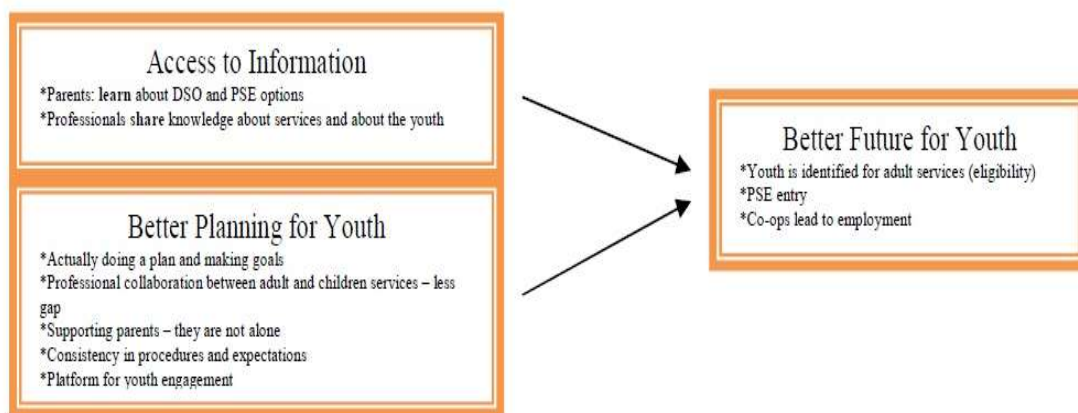 Access to Information
*Parents: learn about DSO and PSE options
*Professionals share knowledge about services and about the youth
Better Planning for Youth
*Actually doing a plan and making goals
*Professional collaboration between adult and children services – less
gap
*Supporting parents – they are not alone
*Consistency in procedures and expectations
*Platform for youth engagement
Better Future for Youth
*Youth is identified for adult services (eligibility)
*PSE entry
*Co-ops lead to employment